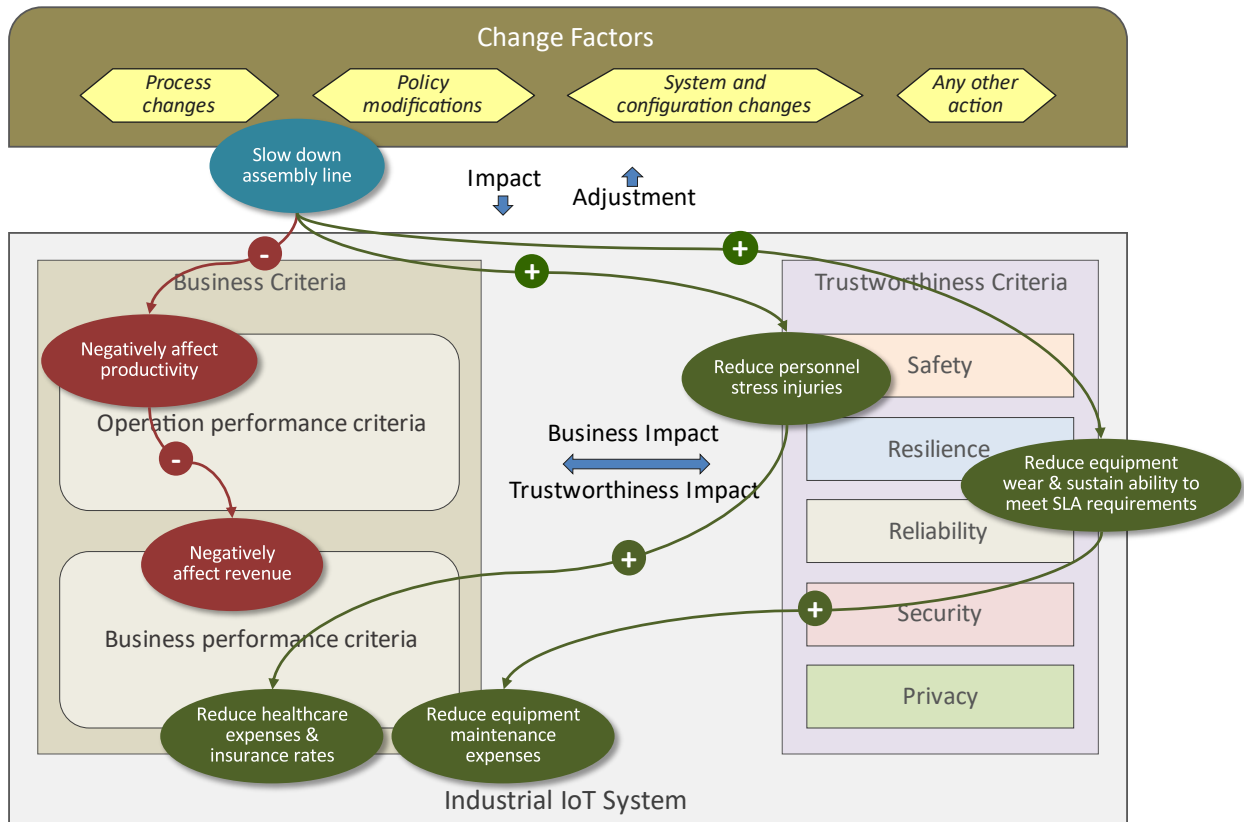 Change Factors
Process
changes
Policy
modifications
System and
configuration changes
Any other
action
Slow down
assembly line
Impact
Adjustment
-
+
+
Business Criteria
Trustworthiness Criteria
Negatively affect
productivity
Reduce personnel
stress injuries
Safety
Operation performance criteria
Business Impact
Trustworthiness Impact
Resilience
Reduce equipment
wear & sustain ability to
meet SLA requirements
-
Reliability
Negatively
affect revenue
+
+
Security
Business performance criteria
Privacy
Reduce healthcare
expenses &
insurance rates
Reduce equipment
maintenance
expenses
Industrial IoT System